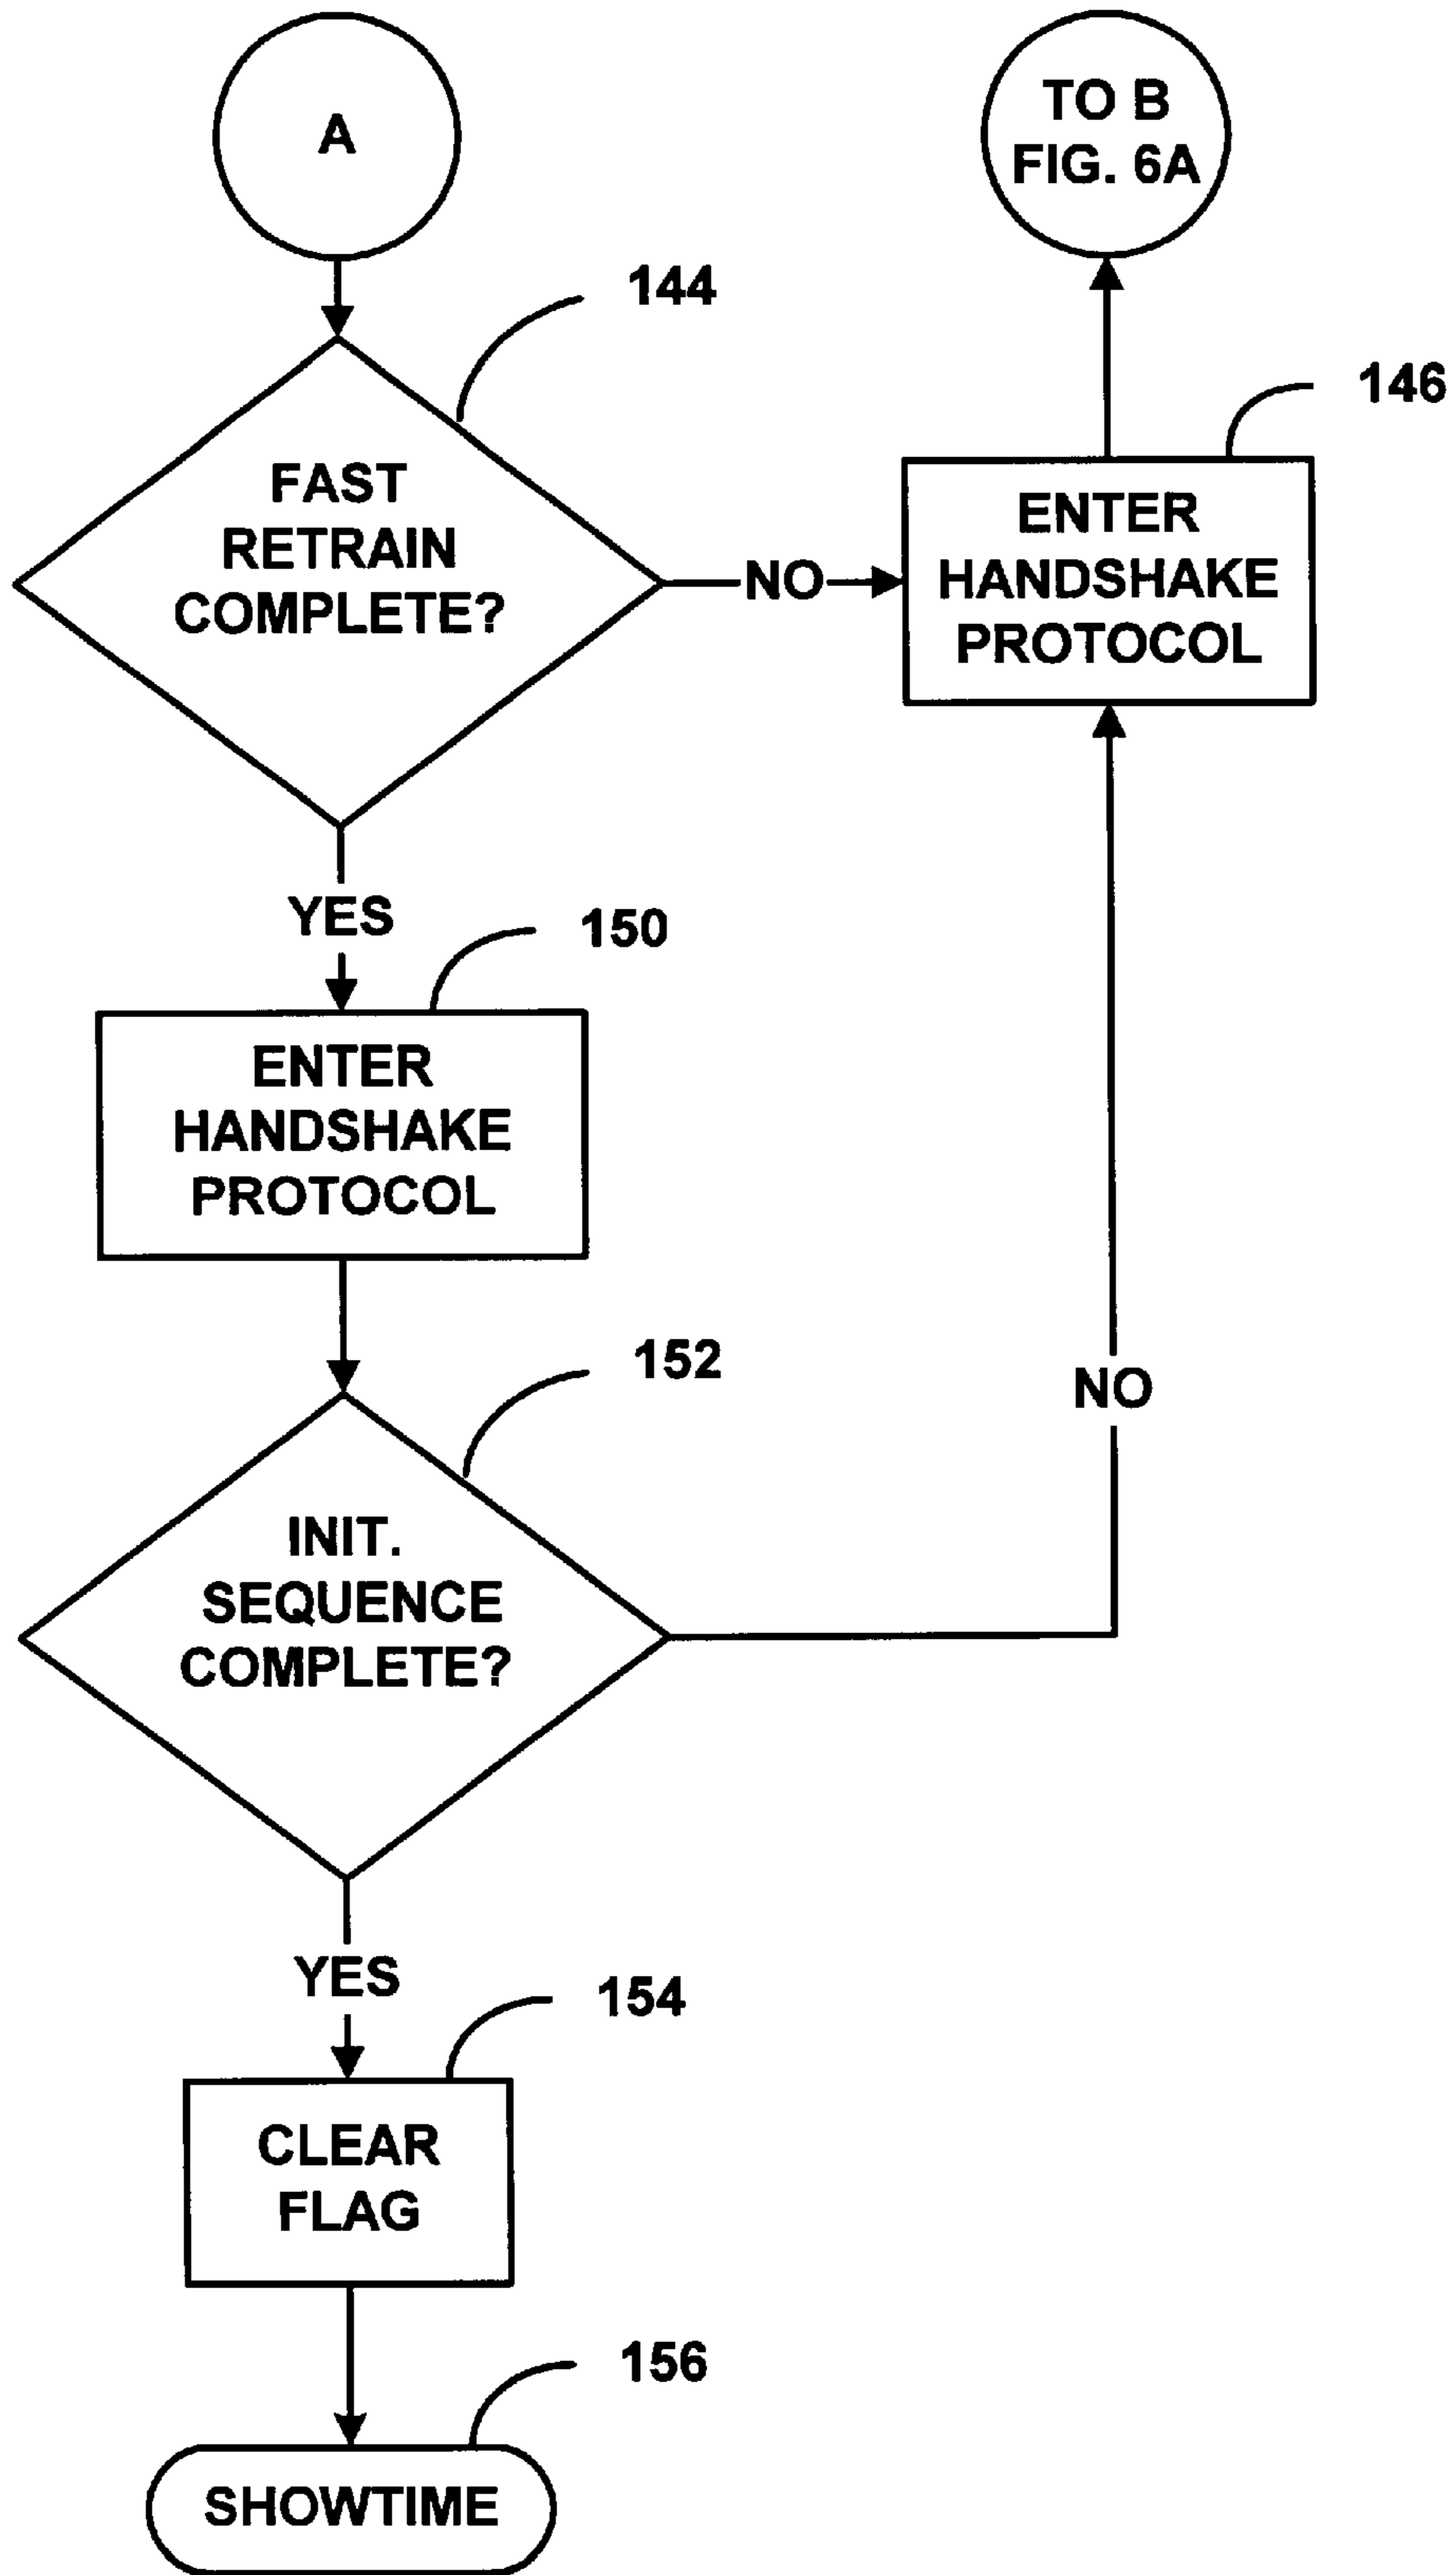 A
TO B
FIG. 6A
144
146
FAST
RETRAIN
COMPLETE?
NO
ENTER
HANDSHAKE
PROTOCOL
YES
150
ENTER
HANDSHAKE
PROTOCOL
152
NO
INIT.
SEQUENCE
COMPLETE?
YES
154
CLEAR
FLAG
156
SHOWTIME